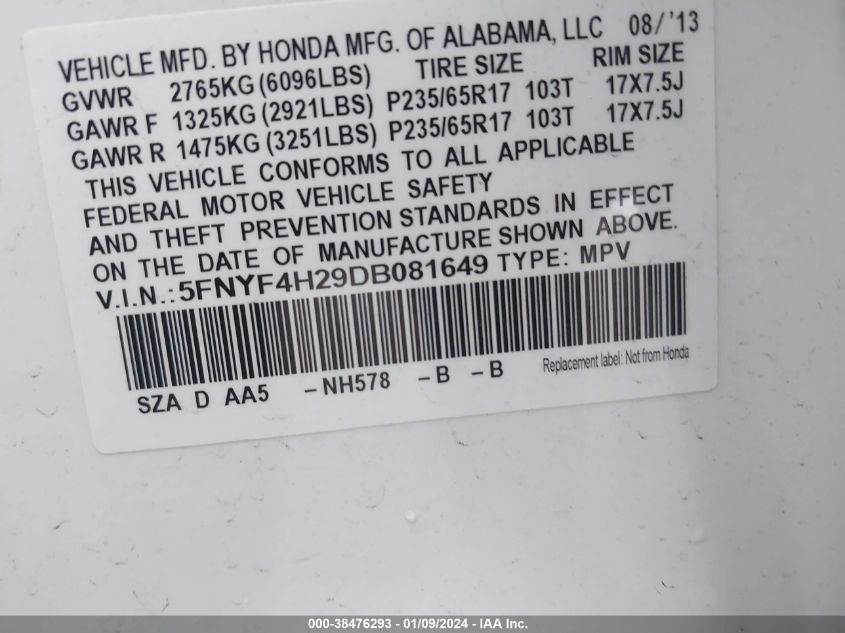 VEHICLE MFD. BY HONDA MFG. OF ALABAMA, LLC 08/'13
GVWR 2765KG (6096LBS) TIRE SIZE RIM SIZE
GAWR F 1325KG (2921LBS) P235/65R17 103T 17X7.5J
GAWR R 1475KG (3251LBS) P235/65R17 103T 17X7.5J
THIS VEHICLE CONFORMS TO ALL APPLICABLE
FEDERAL MOTOR VEHICLE SAFETY
AND THEFT PREVENTION STANDARDS IN EFFECT
ON THE DATE OF MANUFACTURE SHOWN ABOVE.
V.I.N.: 5FNYF4H29DB081649 TYPE: MPV
Replacement label: Not from Honda
SZA D AA5 – NH578 – B – B
000-38476293 - 01/09/2024 - IAA Inc.